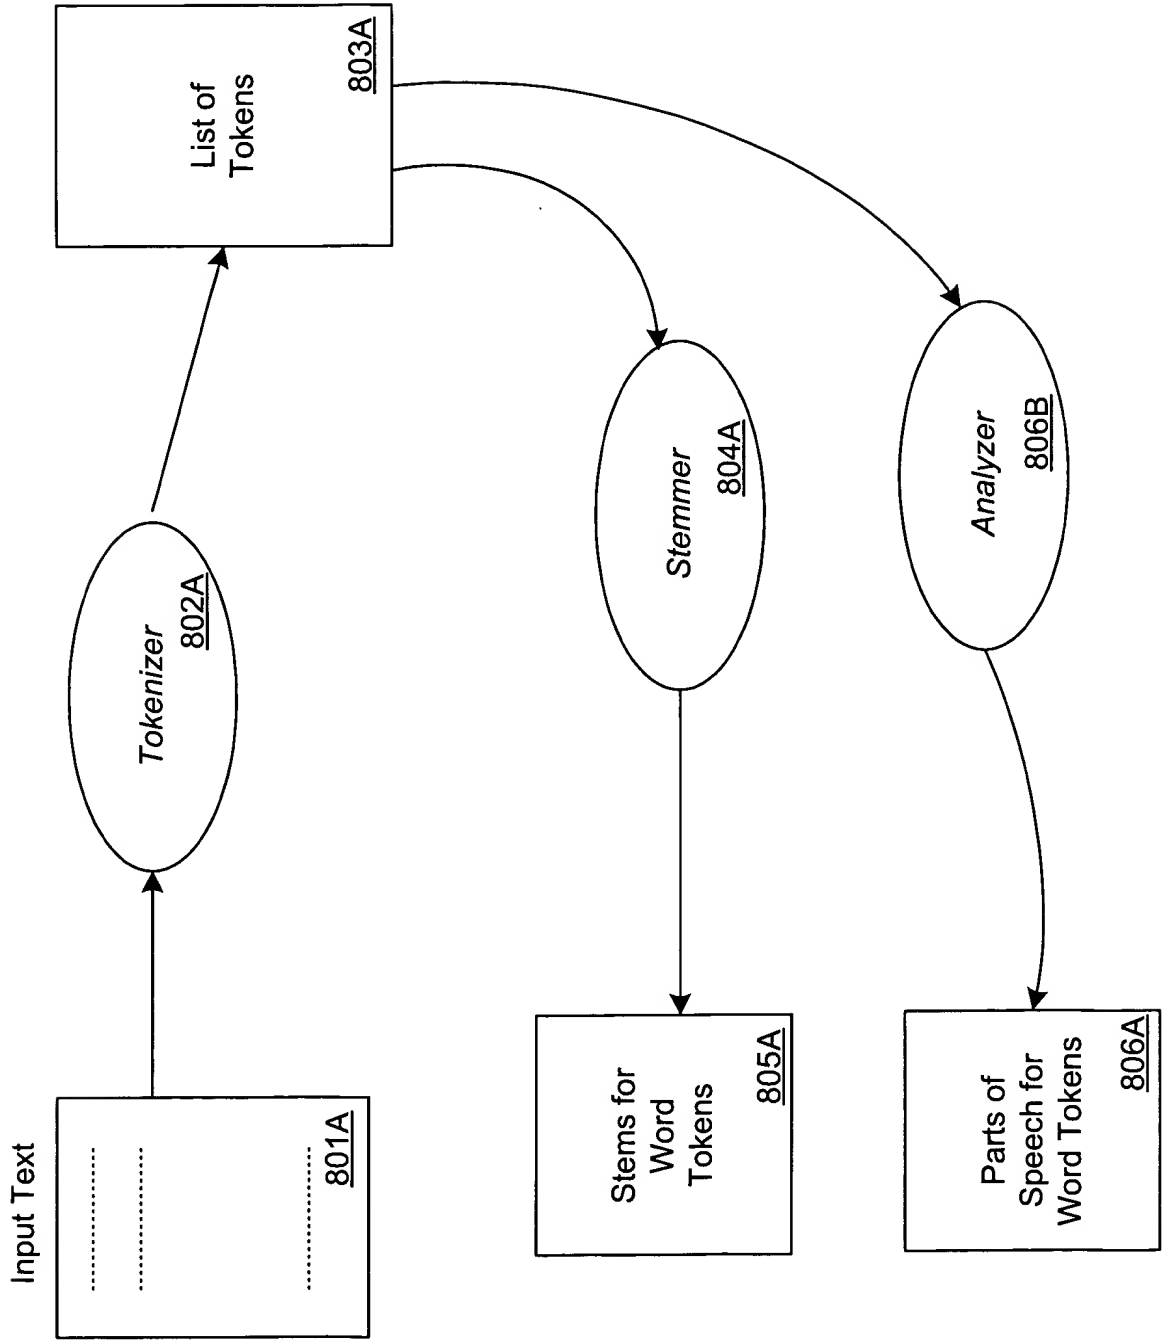 Input Text
801A
Tokenizer
802A
List of
Tokens
803A
Stems for
Word
Tokens
805A
Stemmer
804A
Parts of
Speech for
Word Tokens
806A
Analyzer
806B